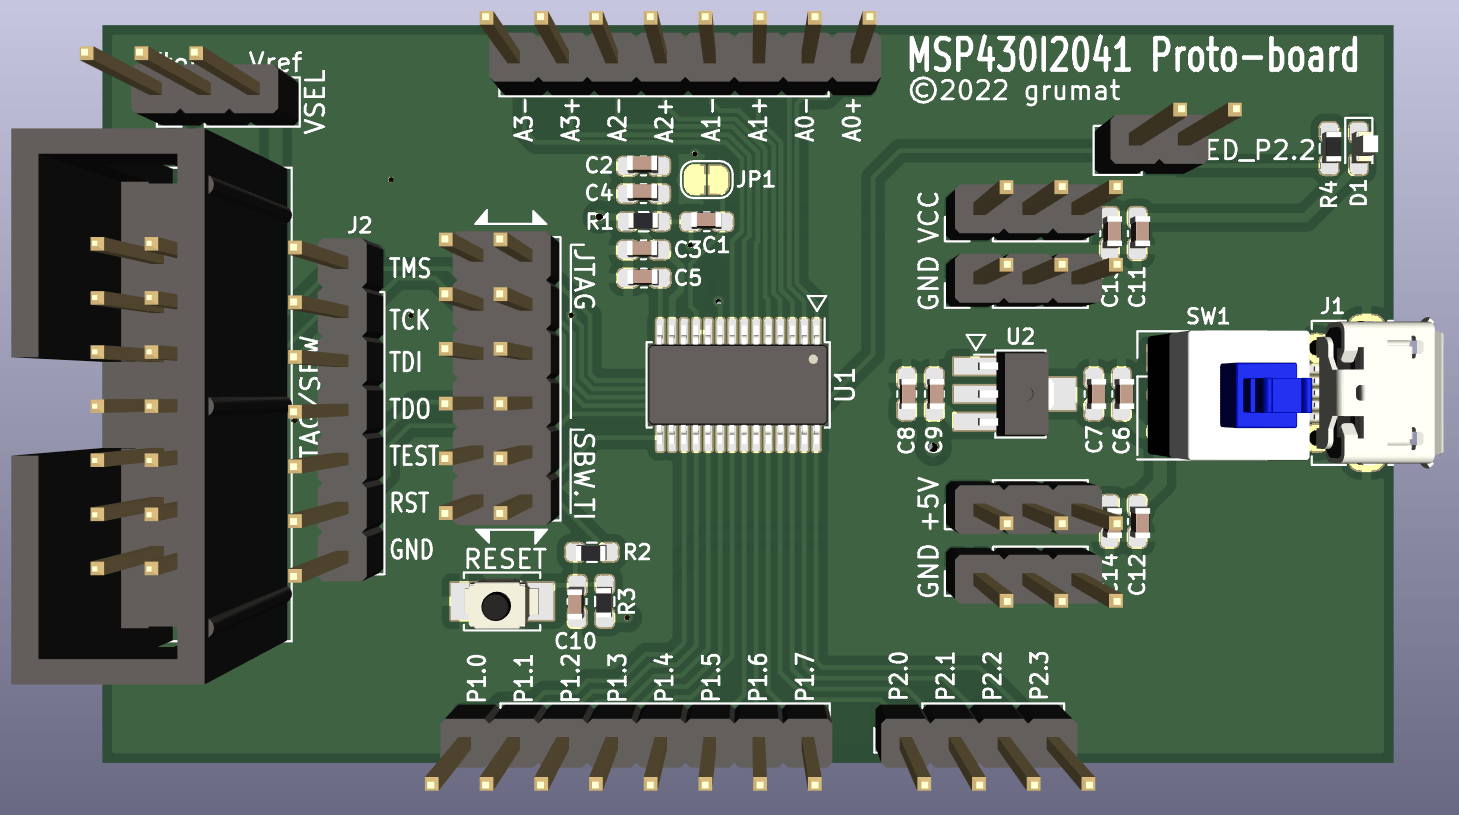 MSP430I2041 Proto-board
©2022 grumat
Vref
VSEL
A3-
A3+
A2-
A2+
A1-
A1+
A0-
A0+
C2
C4
R1
C3
C5
C1
JP1
ED_P2.2
R4
D1
VCC
GND
C11
J2
TMS
TCK
TDI
TDO
TEST
RST
GND
JTAG
SBW.TI
U1
U2
SW1
J1
C8
C9
C7
C6
+5V
GND
14
C12
RESET
R2
R3
C10
P1.0
P1.1
P1.2
P1.3
P1.4
P1.5
P1.6
P1.7
P2.0
P2.1
P2.2
P2.3